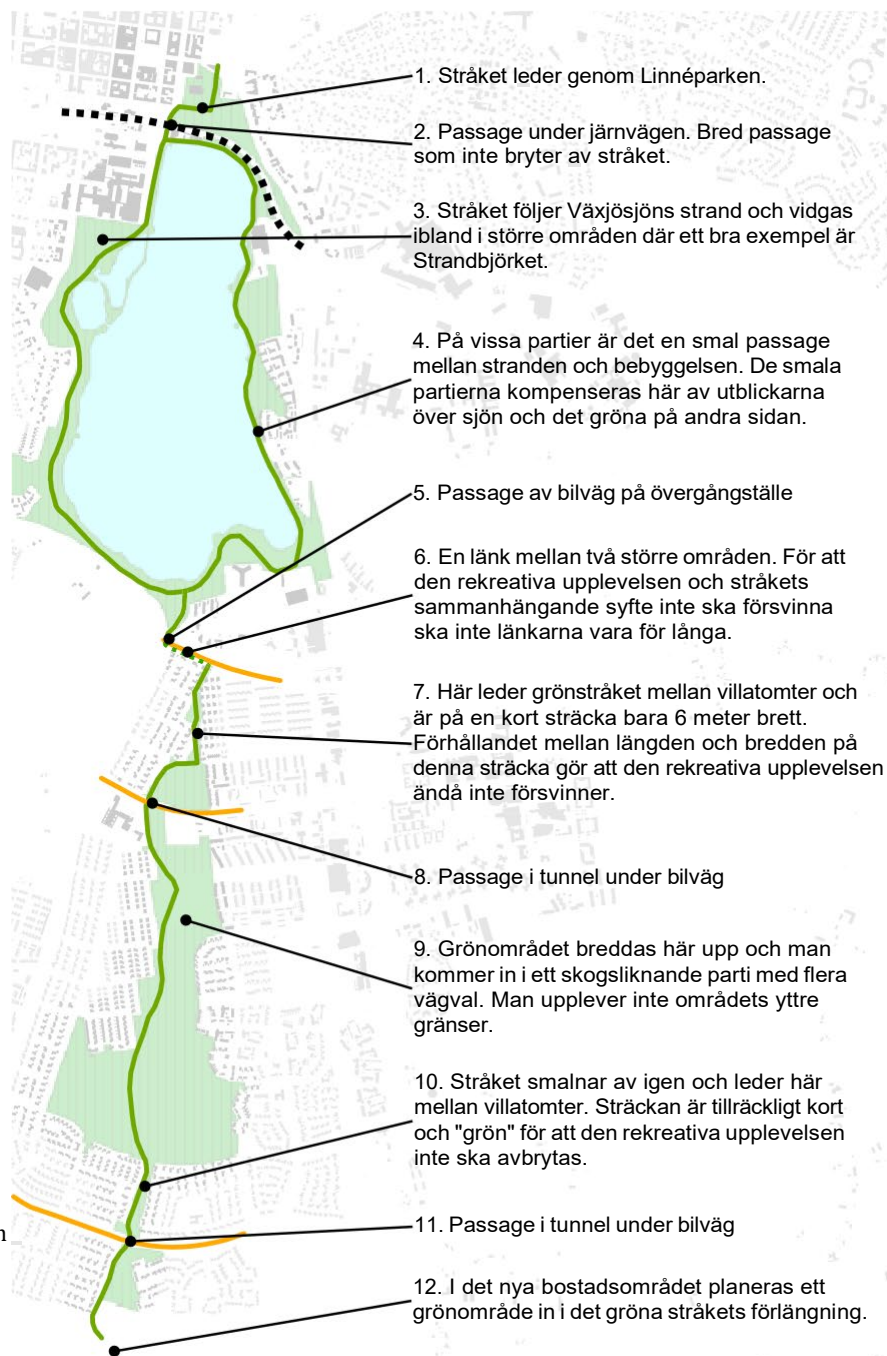 1. Stråket leder genom Linnéparken.
2. Passage under järnvägen. Bred passage
som inte bryter av stråket.
3. Stråket följer Växjösjöns strand och vidgas
ibland i större områden där ett bra exempel är
Strandbjörket.
4. På vissa partier är det en smal passage
mellan stranden och bebyggelsen. De smala
partierna kompenseras här av utblickarna
över sjön och det gröna på andra sidan.
5. Passage av bilväg på övergångställe
6. En länk mellan två större områden. För att
den rekreativa upplevelsen och stråkets
sammanhängande syfte inte ska försvinna
ska inte länkarna vara för långa.
7. Här leder grönstråket mellan villatomter och
är på en kort sträcka bara 6 meter brett.
Förhållandet mellan längden och bredden på
denna sträcka gör att den rekreativa upplevelsen
ändå inte försvinner.
8. Passage i tunnel under bilväg
9. Grönområdet breddas här upp och man
kommer in i ett skogsliknande parti med flera
vägval. Man upplever inte områdets yttre
gränser.
10. Stråket smalnar av igen och leder här
mellan villatomter. Sträckan är tillräckligt kort
och "grön" för att den rekreativa upplevelsen
inte ska avbrytas.
11. Passage i tunnel under bilväg
12. I det nya bostadsområdet planeras ett
grönområde in i det gröna stråkets förlängning.